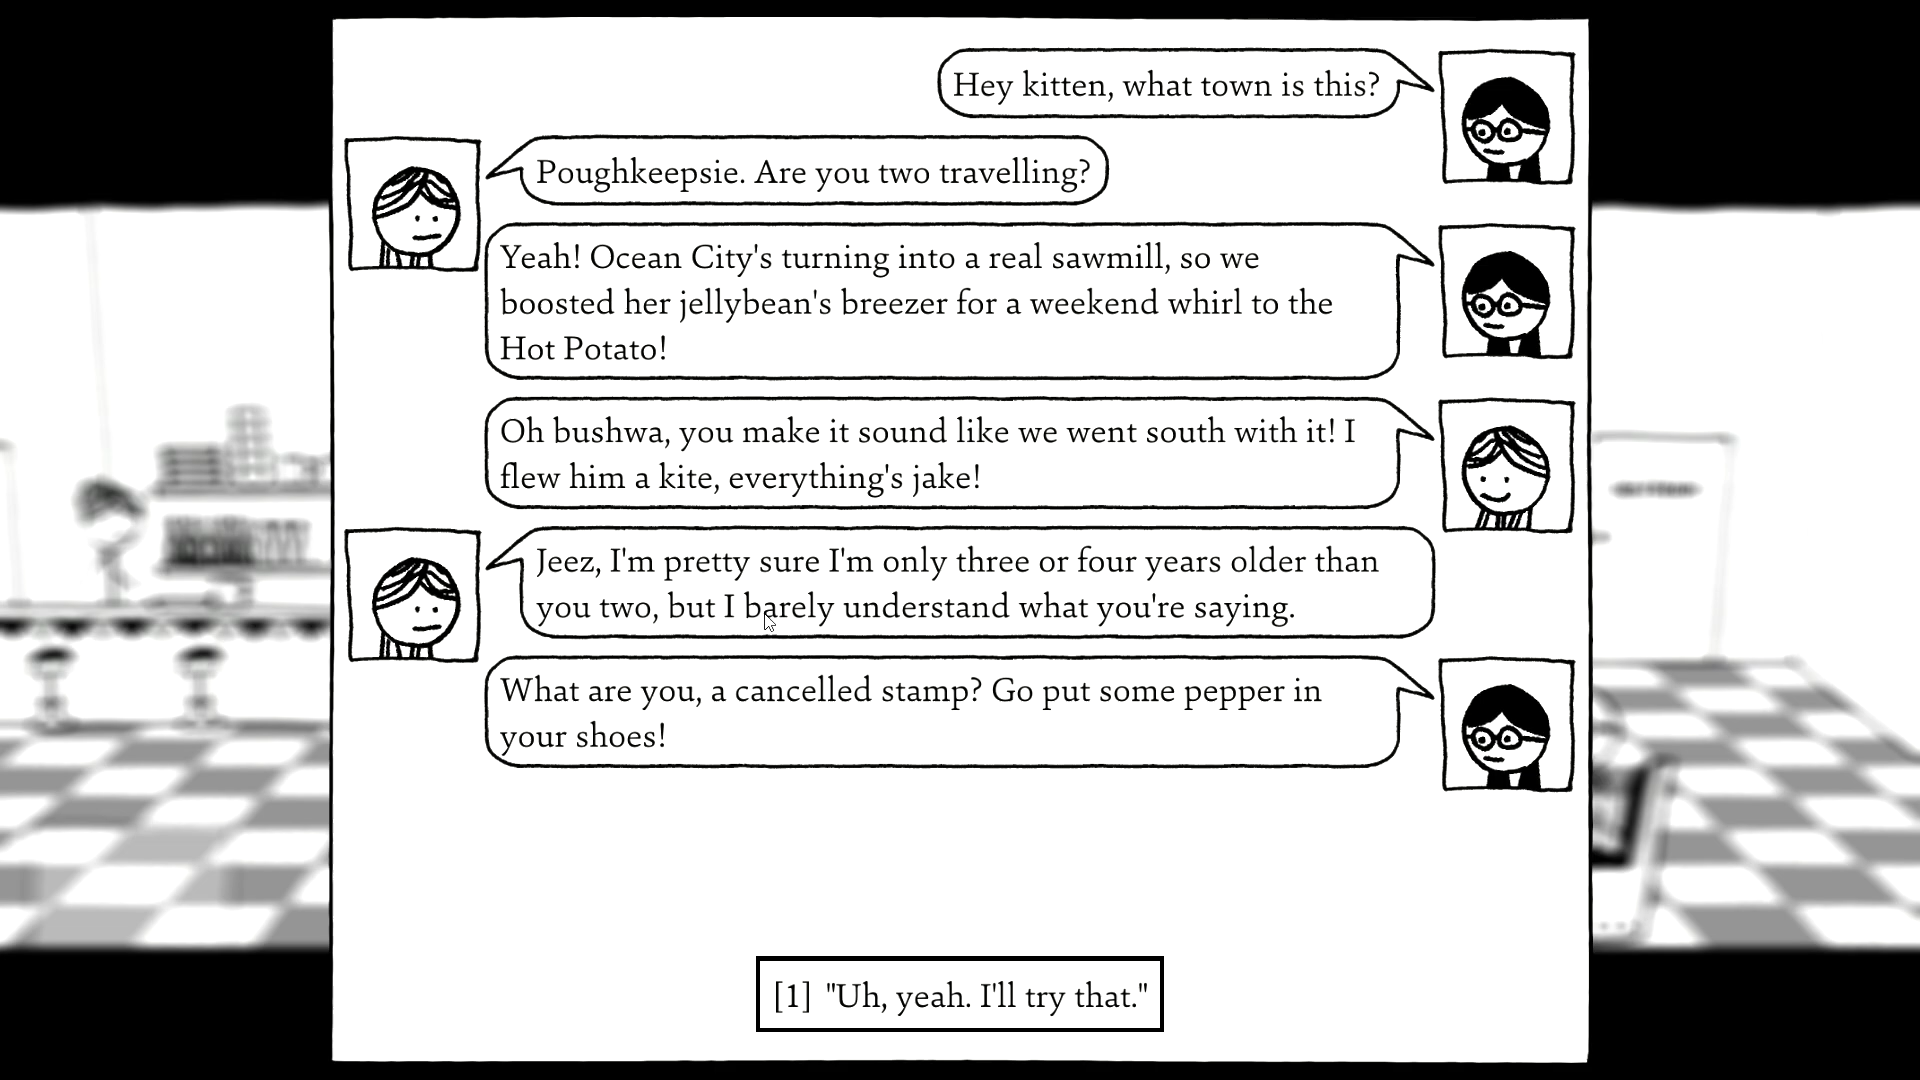 Hey kitten, what town is this?
Poughkeepsie. Are you two travelling?
Yeah! Ocean City's turning into a real sawmill, so we
boosted her jellybean's breezer for a weekend whirl to the
Hot Potato!
Oh bushwa, you make it sound like we went south with it! I
flew him a kite, everything's jake!
Jeez, I'm pretty sure I'm only three or four years older than
you two, but I barely understand what you're saying.
What are you, a cancelled stamp? Go put some pepper in
your shoes!
[1] "Uh, yeah. I'll try that."